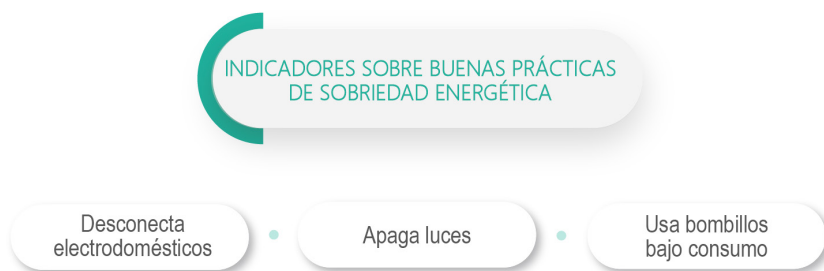 INDICADORES SOBRE BUENAS PRÁCTICAS
DE SOBRIEDAD ENERGÉTICA
Desconecta
electrodomésticos
Apaga luces
Usa bombillos
bajo consumo